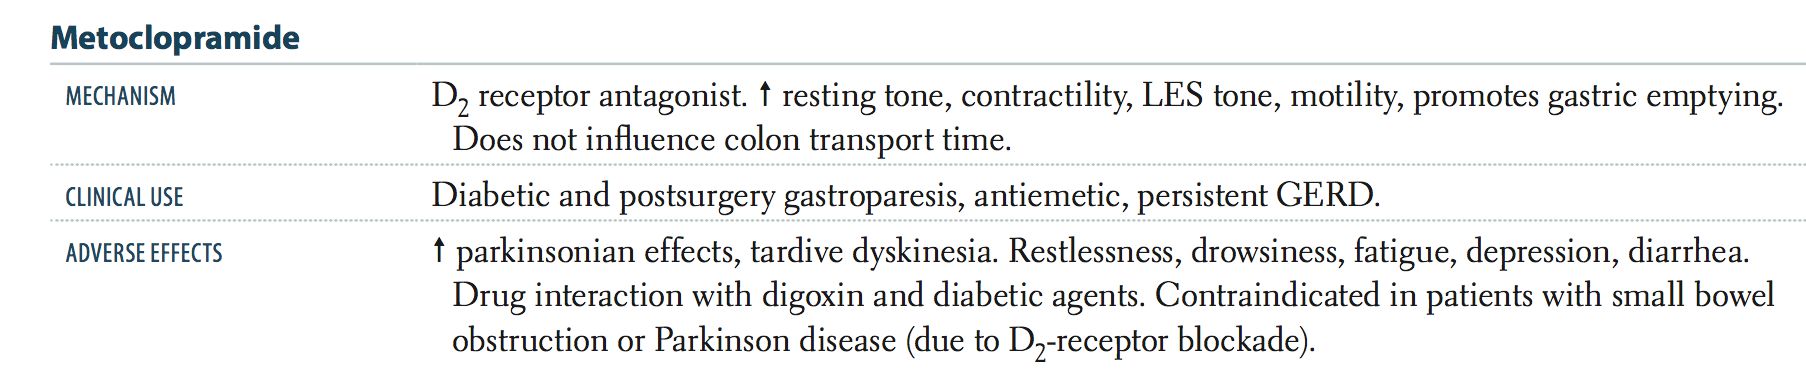 Metoclopramide
MECHANISM D₂ receptor antagonist. ↑ resting tone, contractility, LES tone, motility, promotes gastric emptying.
Does not influence colon transport time.
CLINICAL USE Diabetic and postsurgery gastroparesis, antiemetic, persistent GERD.
ADVERSE EFFECTS ↑ parkinsonian effects, tardive dyskinesia. Restlessness, drowsiness, fatigue, depression, diarrhea.
Drug interaction with digoxin and diabetic agents. Contraindicated in patients with small bowel
obstruction or Parkinson disease (due to D₂-receptor blockade).